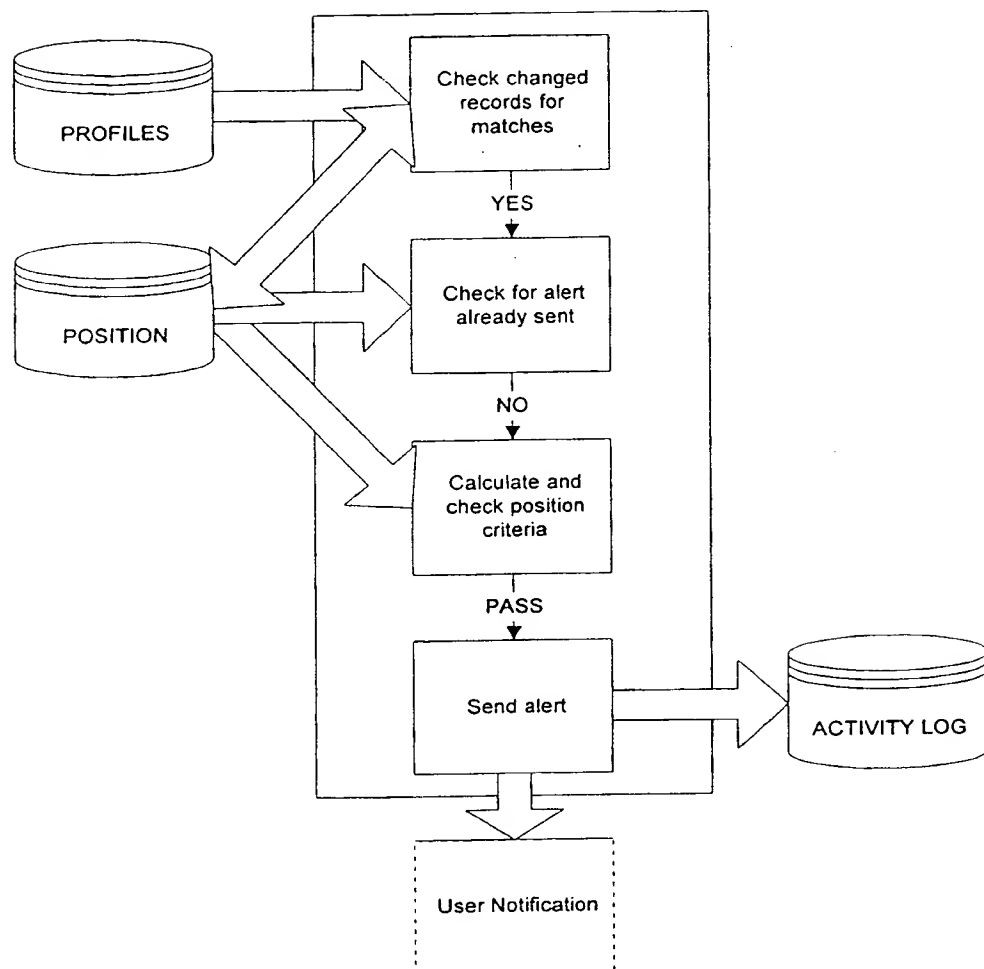 PROFILES
Check changed
records for
matches
YES
POSITION
Check for alert
already sent
NO
Calculate and
check position
criteria
PASS
Send alert
ACTIVITY LOG
User Notification